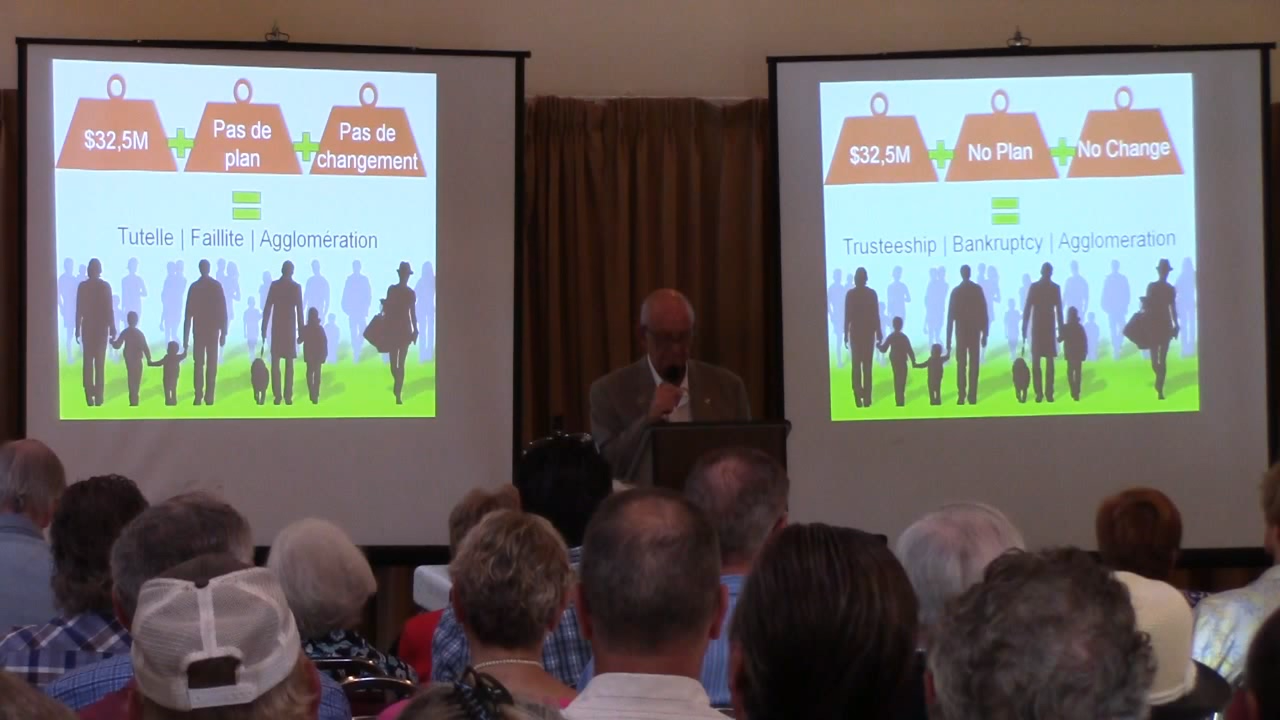 $32,5M
Pas de
plan
Pas de
changement
Tutelle | Faillite | Agglomération
$32,5M
No Plan
No Change
Trusteeship | Bankruptcy | Agglomeration